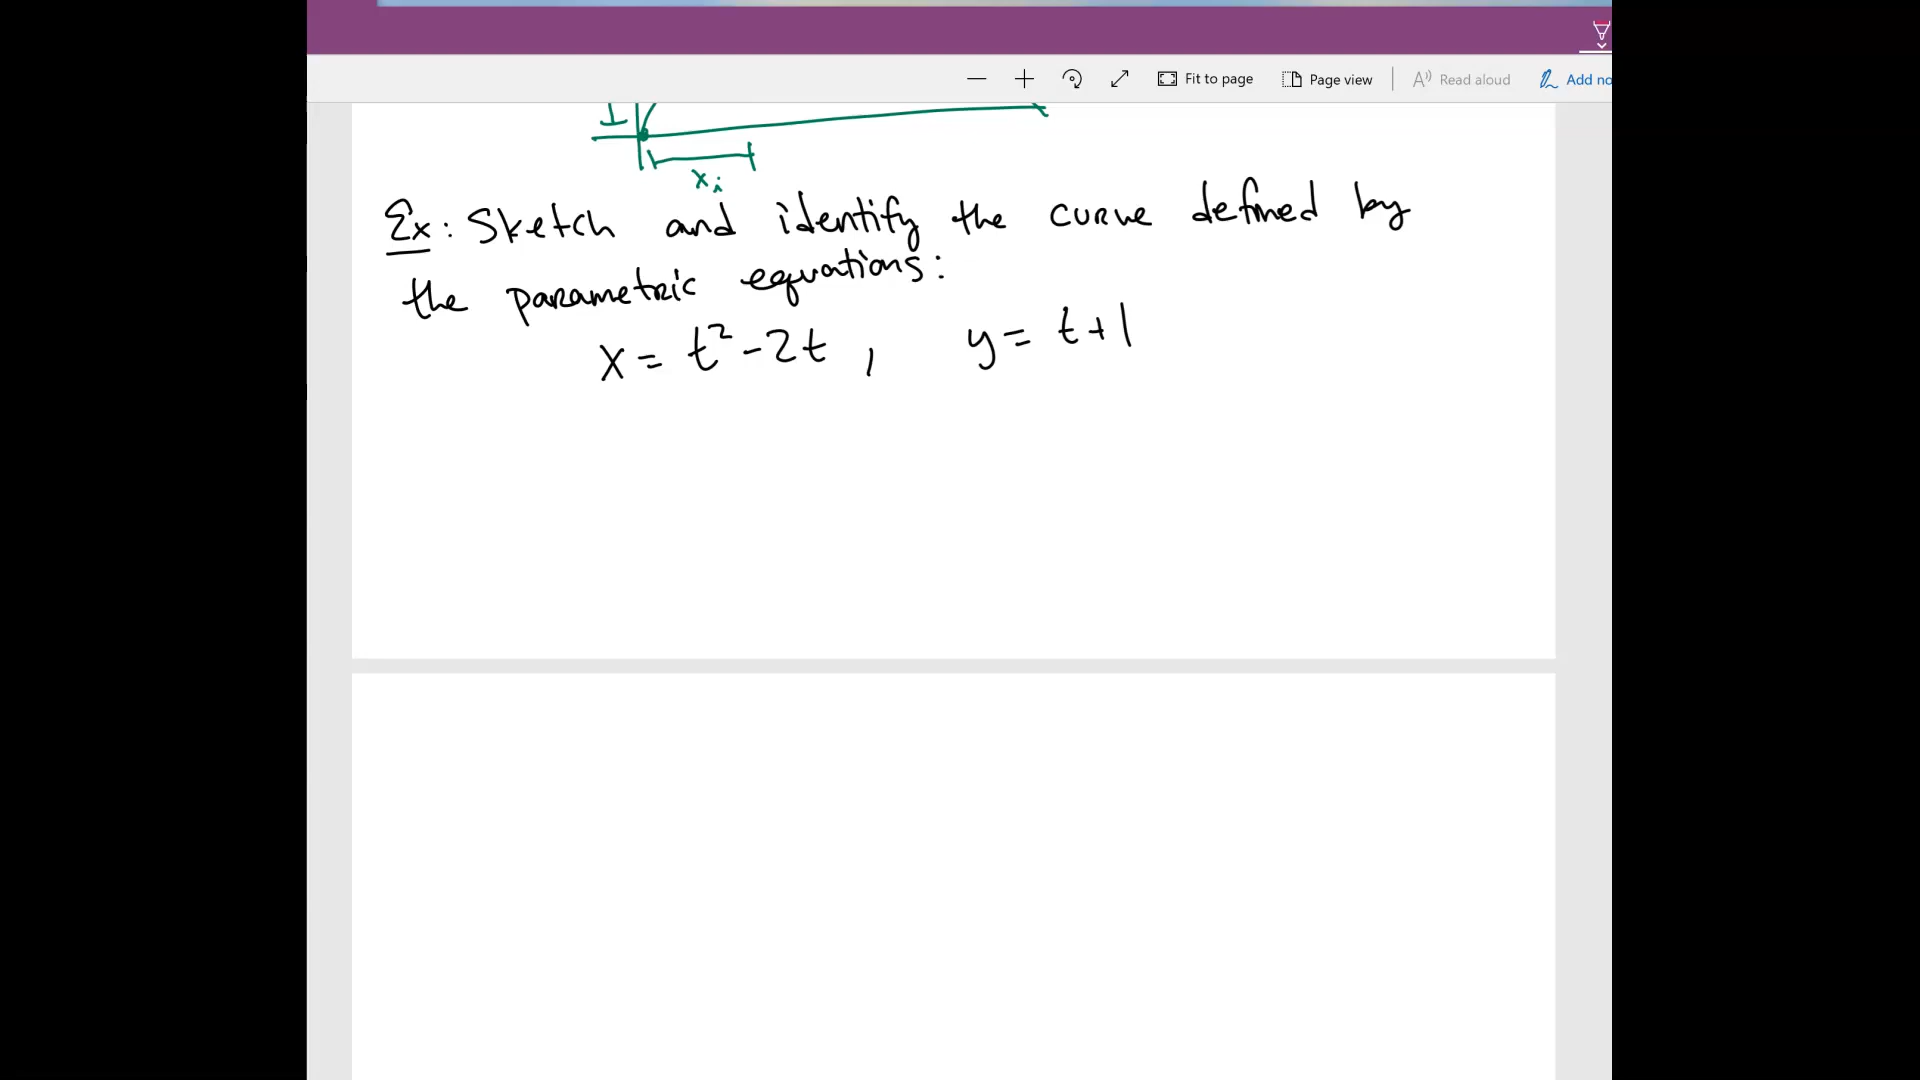 Fit to page Page view Read aloud Add no
I
xi
Ex: Sketch and identify the curve defined by
the parametric equations:
x = t² - 2t , y = t + 1